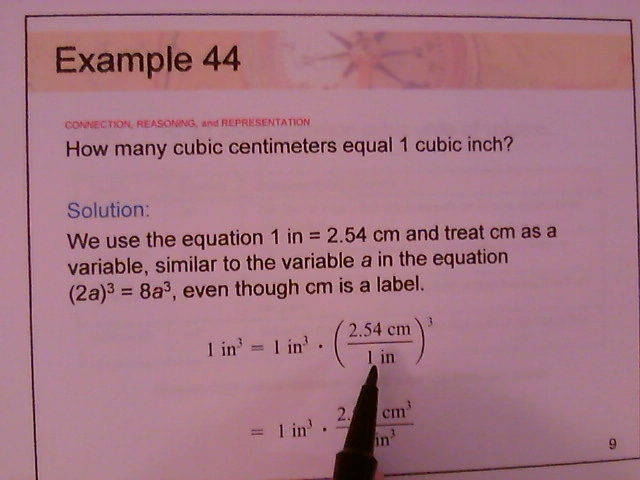 Example 44
CONNECTION, REASONING, and REPRESENTATION
How many cubic centimeters equal 1 cubic inch?
Solution:
We use the equation 1 in = 2.54 cm and treat cm as a
variable, similar to the variable a in the equation
(2a)³ = 8a³, even though cm is a label.
1 in³ = 1 in³ · (2.54 cm / 1 in)³
= 1 in³ · 2. cm³ / in³
9